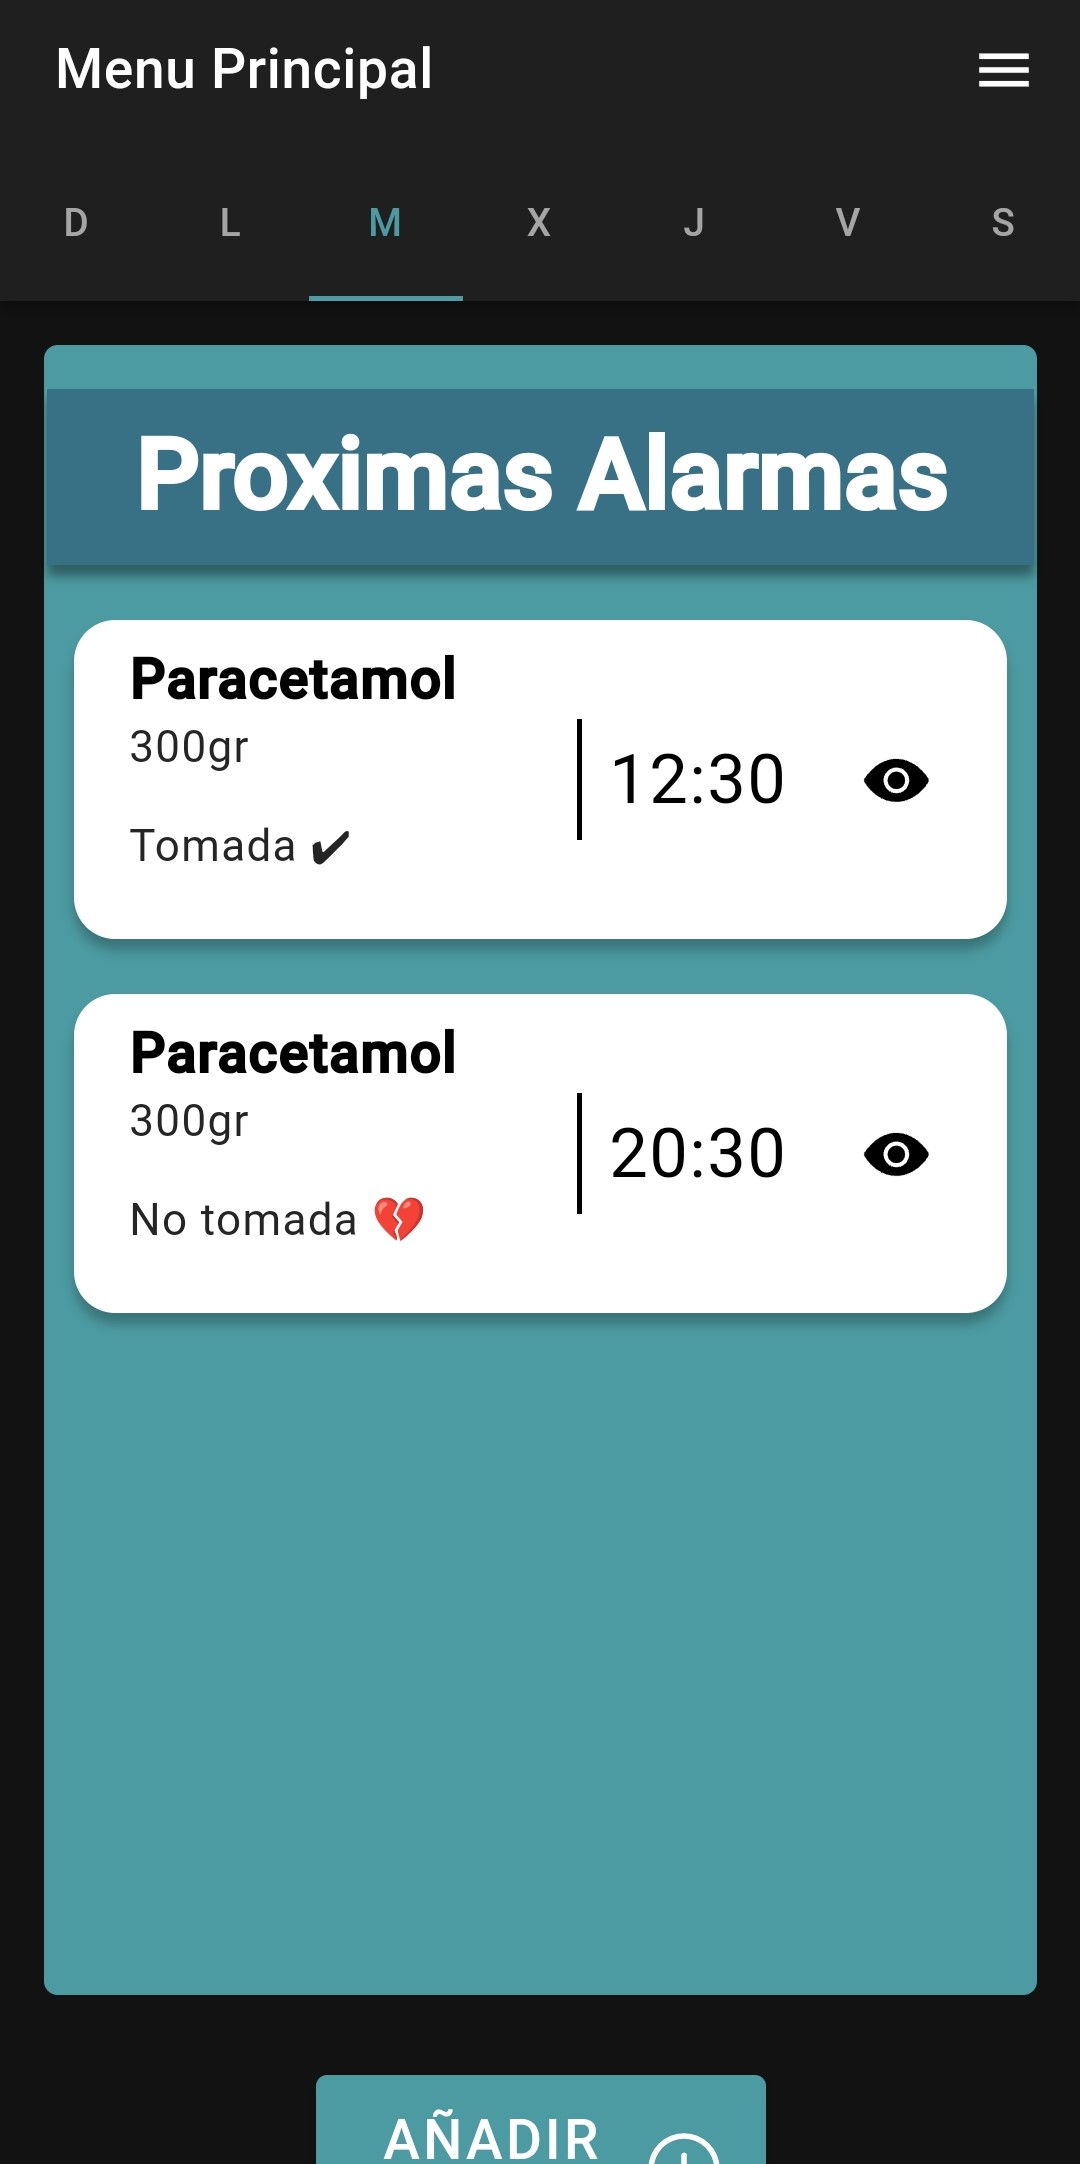 Menu Principal
D L M X J V S
Proximas Alarmas
Paracetamol
300gr
12:30
Tomada ✔
Paracetamol
300gr
20:30
No tomada 💔
AÑADIR